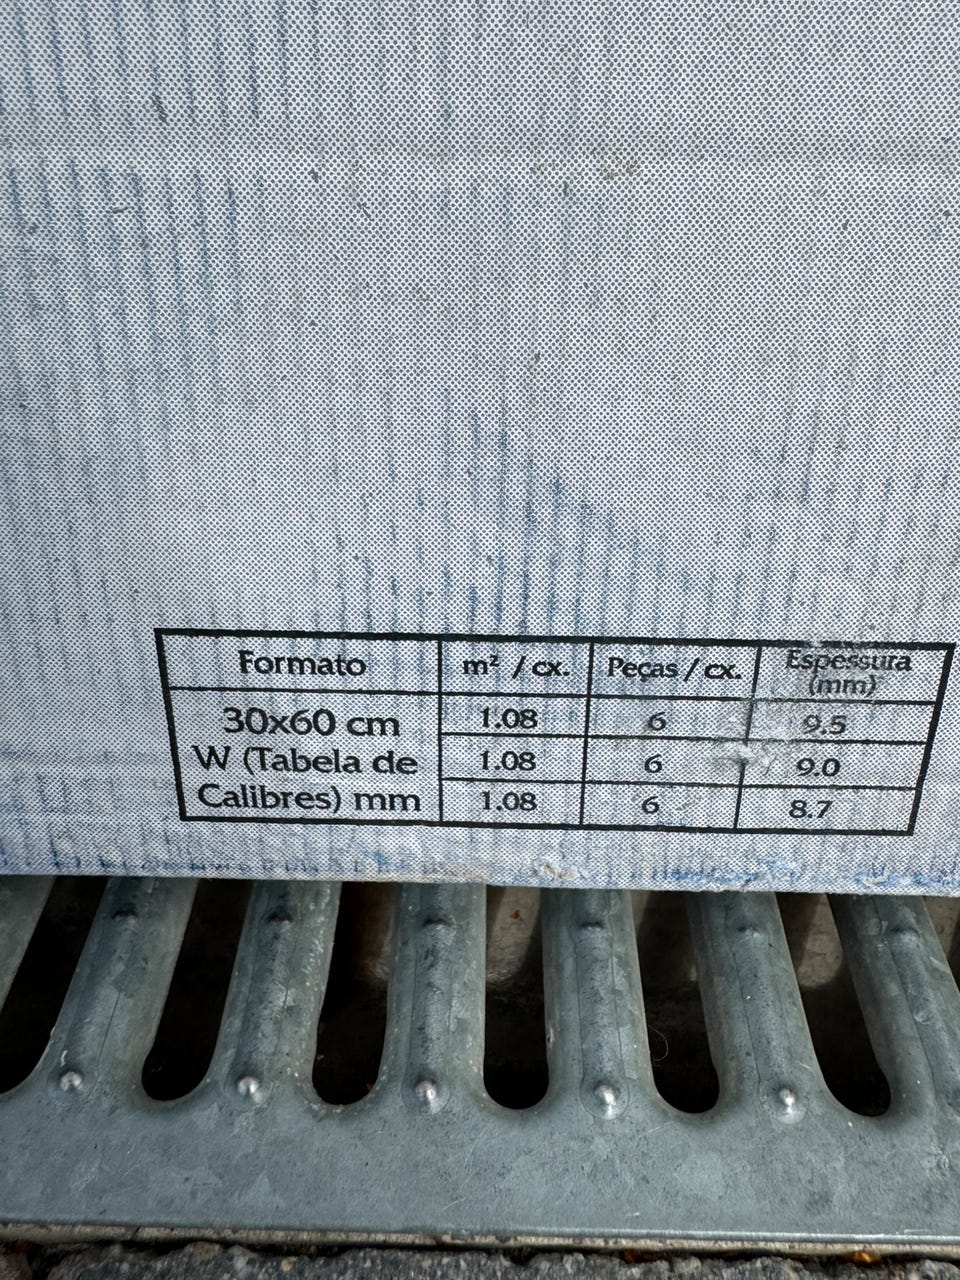 Formato m² / cx. Peças / cx. Espessura (mm)
30x60 cm 1.08 6 9.5
W (Tabela de 1.08 6 9.0
Calibres) mm 1.08 6 8.7